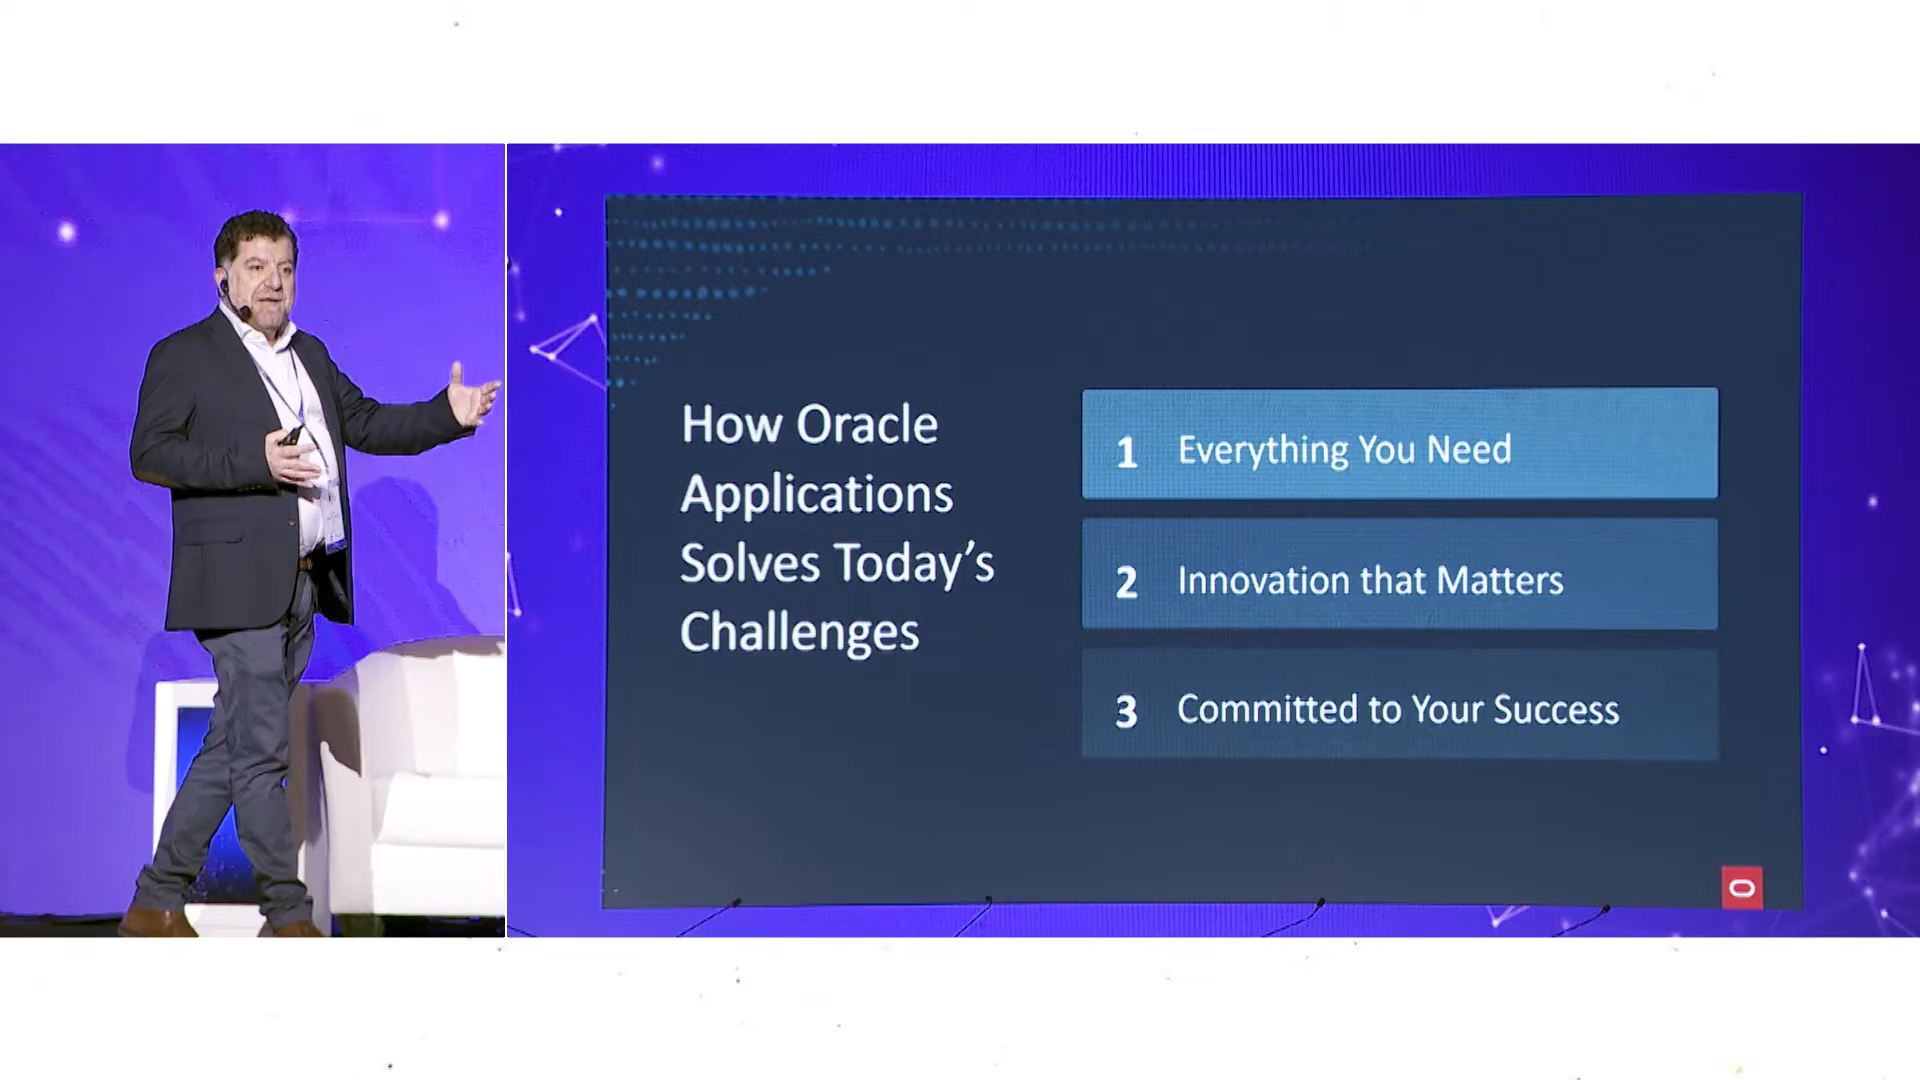 How Oracle
Applications
Solves Today’s
Challenges
1 Everything You Need
2 Innovation that Matters
3 Committed to Your Success